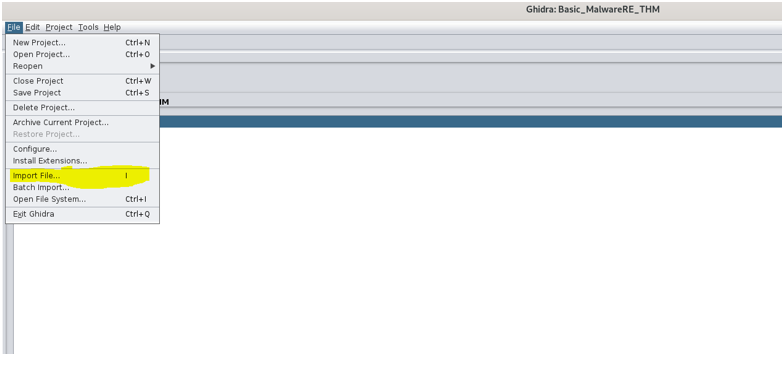 Ghidra: Basic_MalwareRE_THM
File Edit Project Tools Help
New Project... Ctrl+N
Open Project... Ctrl+O
Reopen
Close Project Ctrl+W
Save Project Ctrl+S
Delete Project...
HM
Archive Current Project...
Restore Project...
Configure...
Install Extensions...
Import File... I
Batch Import...
Open File System... Ctrl+I
Exit Ghidra Ctrl+Q